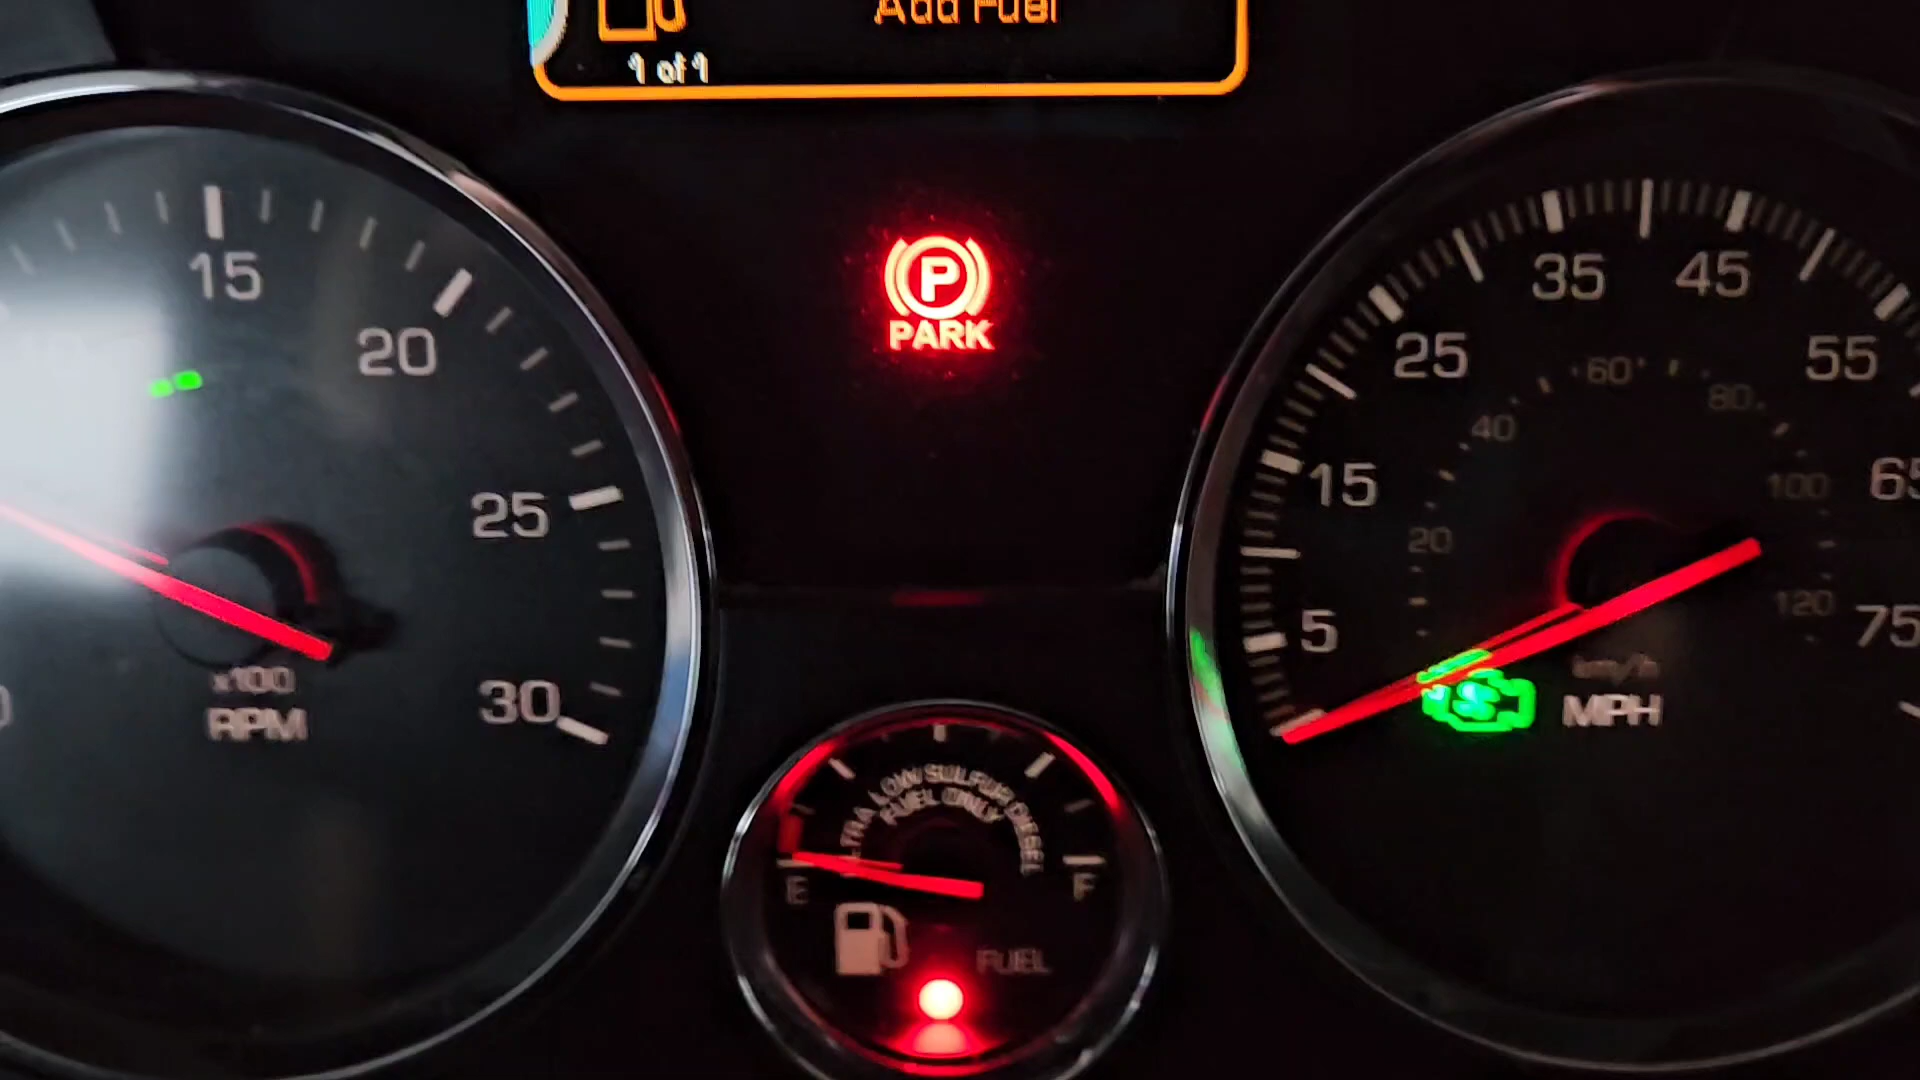 Add Fuel
1 of 1
15
20
25
30
x100
RPM
P
PARK
5
15
25
35
45
55
65
75
20
40
60
80
100
120
km/h
MPH
ULTRA LOW SULFUR DIESEL
FUEL ONLY
E
F
FUEL